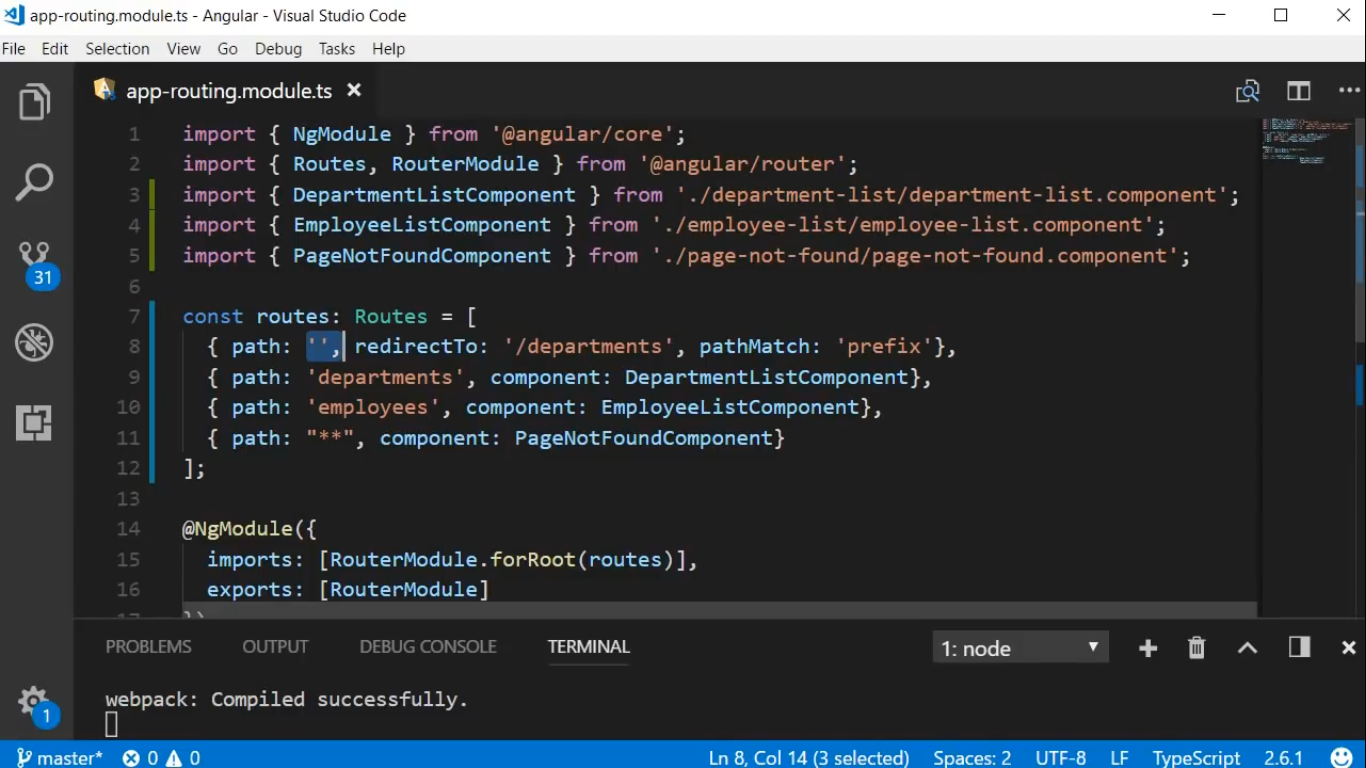 app-routing.module.ts - Angular - Visual Studio Code
File Edit Selection View Go Debug Tasks Help
app-routing.module.ts ×
1 import { NgModule } from '@angular/core';
2 import { Routes, RouterModule } from '@angular/router';
3 import { DepartmentListComponent } from './department-list/department-list.component';
4 import { EmployeeListComponent } from './employee-list/employee-list.component';
5 import { PageNotFoundComponent } from './page-not-found/page-not-found.component';
6
7 const routes: Routes = [
8 { path: '', redirectTo: '/departments', pathMatch: 'prefix'},
9 { path: 'departments', component: DepartmentListComponent},
10 { path: 'employees', component: EmployeeListComponent},
11 { path: "**", component: PageNotFoundComponent}
12 ];
13
14 @NgModule({
15 imports: [RouterModule.forRoot(routes)],
16 exports: [RouterModule]
31
1
PROBLEMS OUTPUT DEBUG CONSOLE TERMINAL 1: node
webpack: Compiled successfully.
master* 0 0 Ln 8, Col 14 (3 selected) Spaces: 2 UTF-8 LF TypeScript 2.6.1